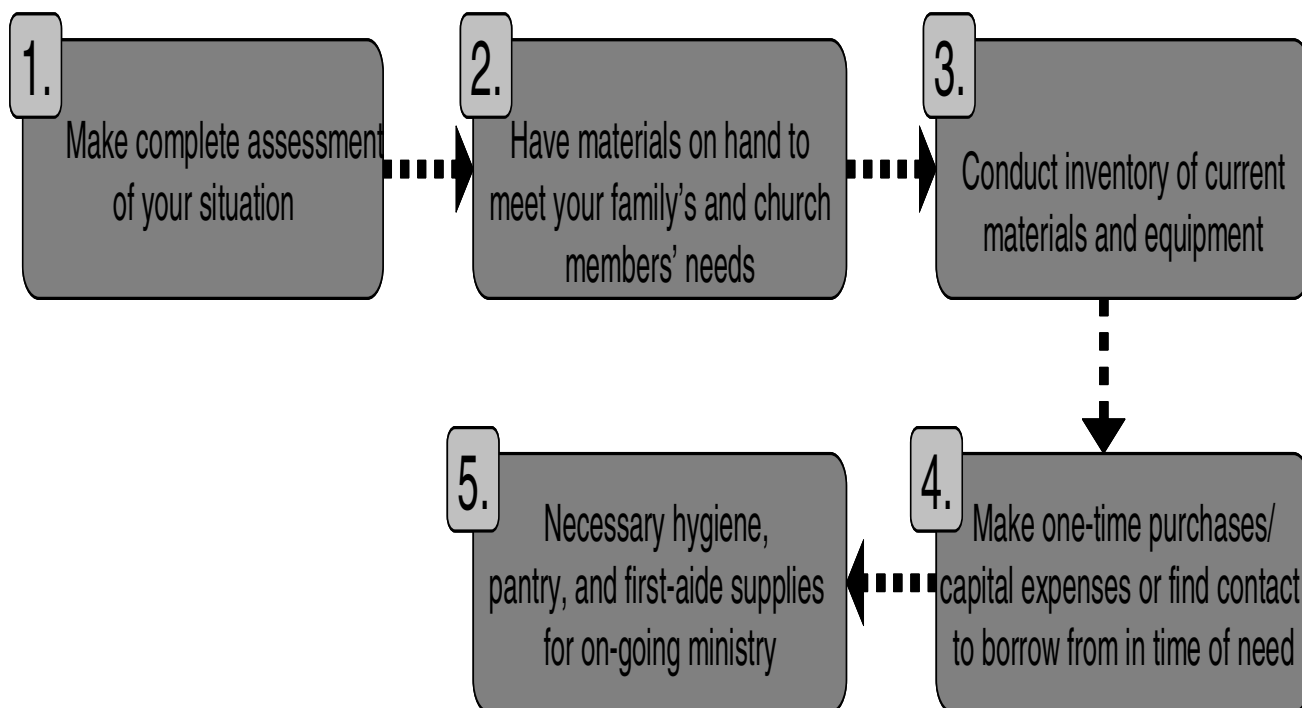 1.
Make complete assessment
of your situation
2.
Have materials on hand to
meet your family's and church
members' needs
3.
Conduct inventory of current
materials and equipment
4.
Make one-time purchases/
capital expenses or find contact
to borrow from in time of need
5.
Necessary hygiene,
pantry, and first-aide supplies
for on-going ministry